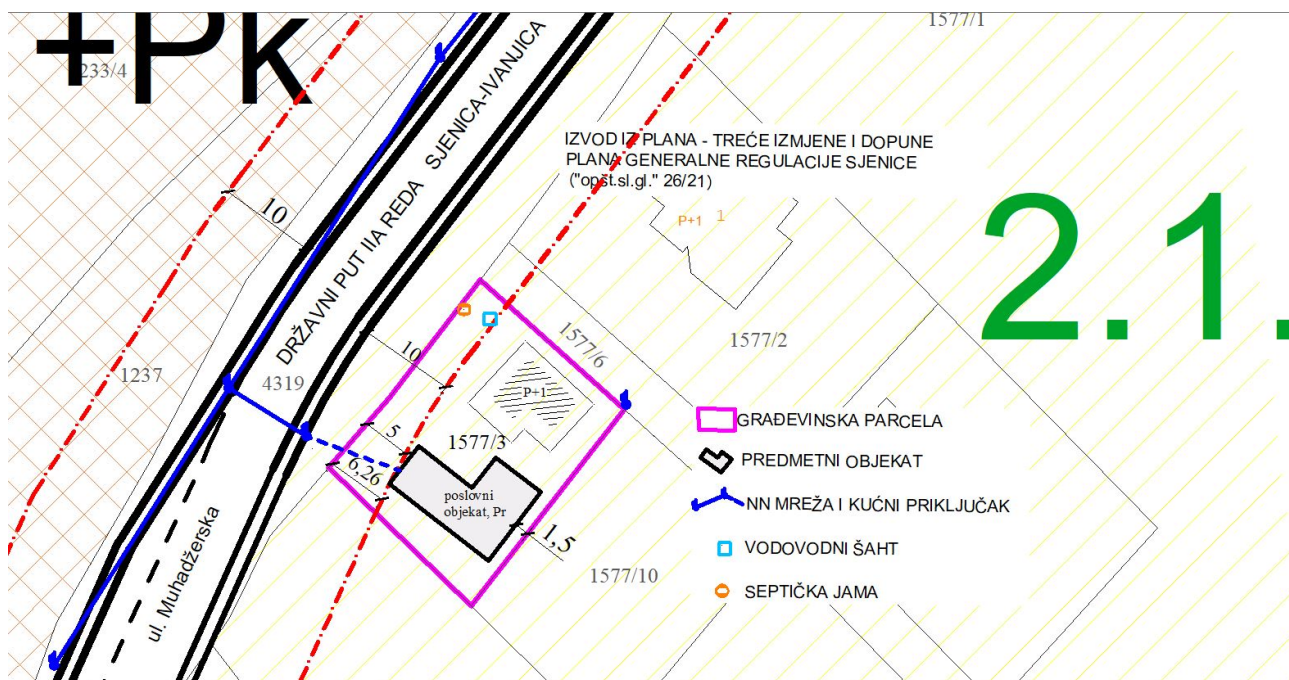 +Pk
233/4
1577/1
DRŽAVNI PUT IIA REDA SJENICA-IVANJICA
IZVOD IZ PLANA - TREĆE IZMJENE I DOPUNE
PLANA GENERALNE REGULACIJE SJENICE
("opšt.sl.gl." 26/21)
P+1 1
2.1.
10
1577/6
1577/2
10
1237
4319
P+1
5
1577/3
6,26
poslovni
objekat, Pr
1,5
1577/10
ul. Muhadžerska
GRAĐEVINSKA PARCELA
PREDMETNI OBJEKAT
NN MREŽA I KUĆNI PRIKLJUČAK
VODOVODNI ŠAHT
SEPTIČKA JAMA